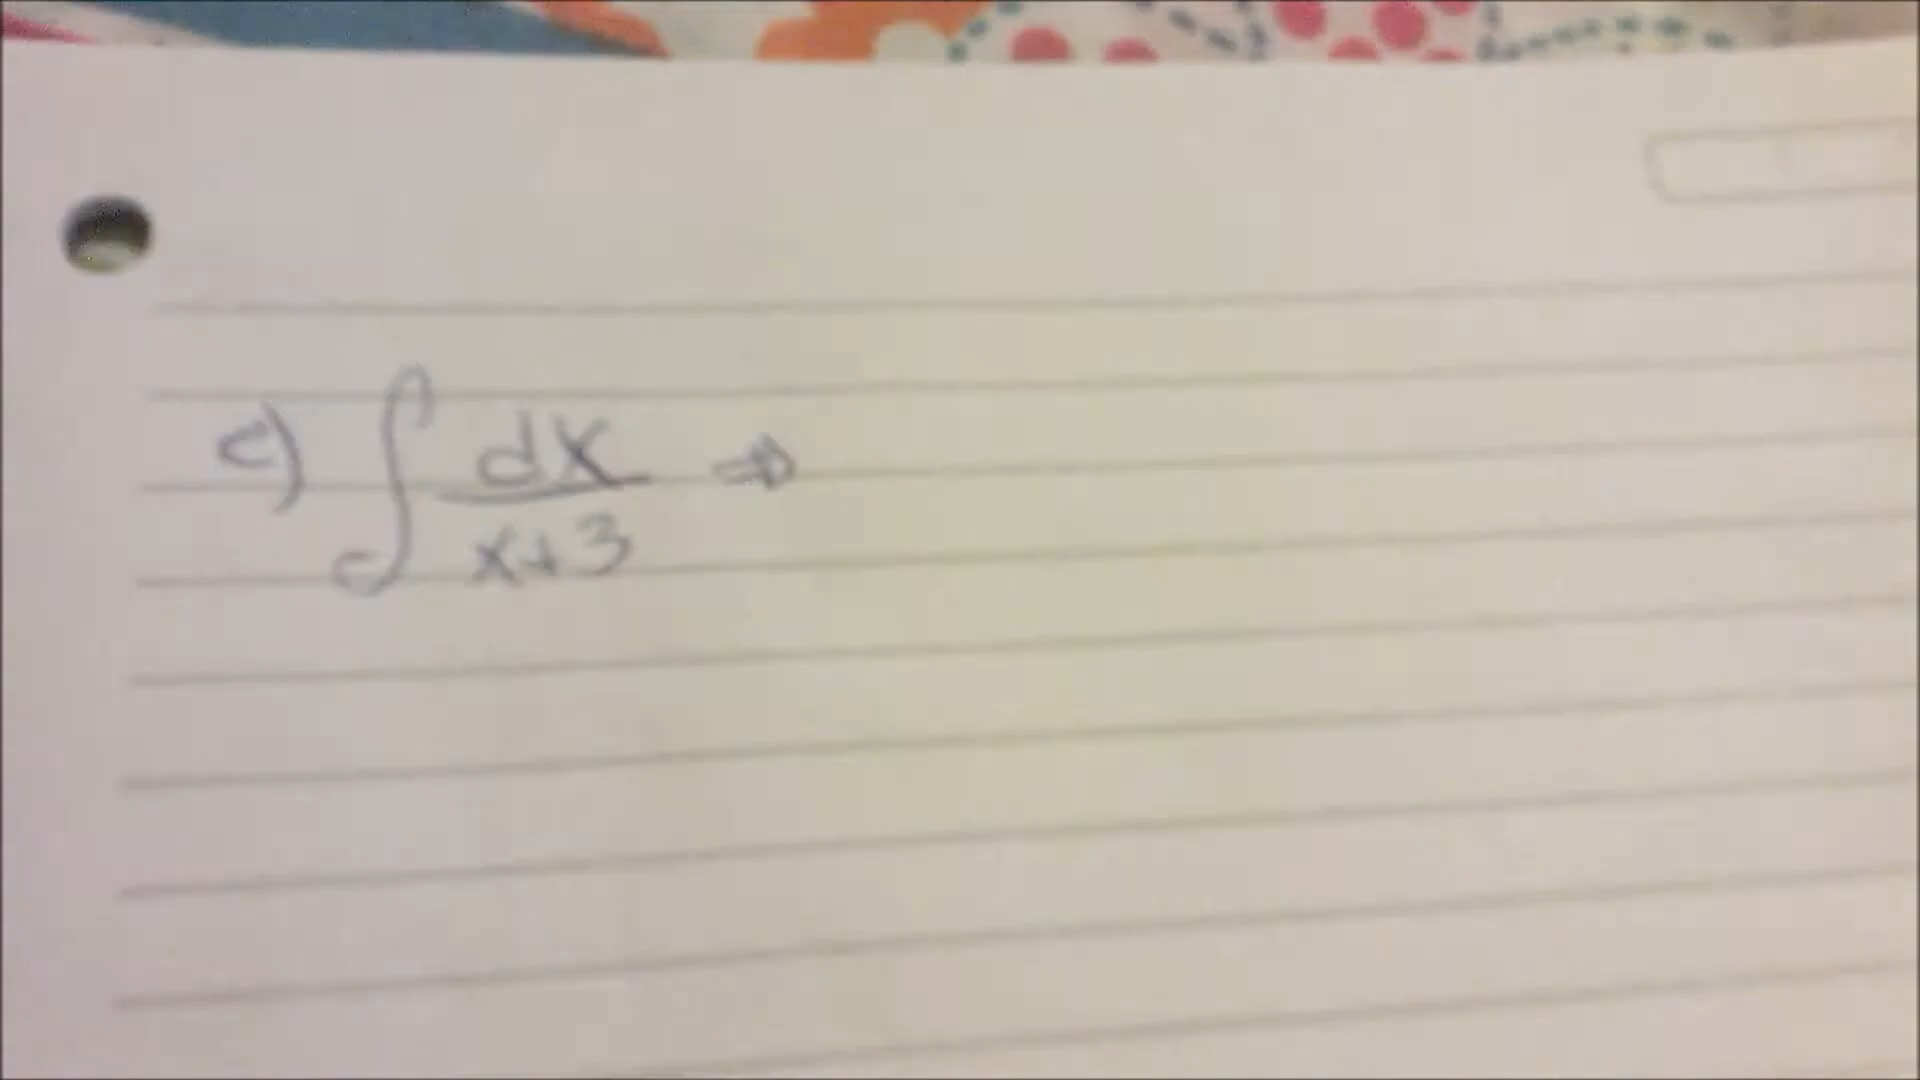 c) ∫ dx/(x+3) ⇒